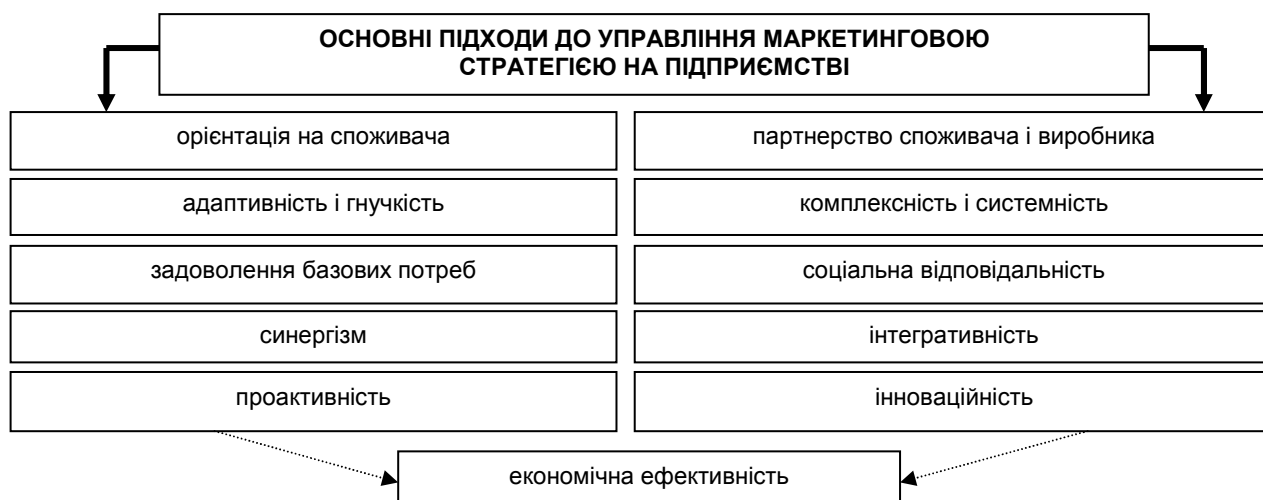 ОСНОВНІ ПІДХОДИ ДО УПРАВЛІННЯ МАРКЕТИНГОВОЮ
СТРАТЕГІЄЮ НА ПІДПРИЄМСТВІ
орієнтація на споживача
партнерство споживача і виробника
адаптивність і гнучкість
комплексність і системність
задоволення базових потреб
соціальна відповідальність
синергізм
інтегративність
проактивність
інноваційність
економічна ефективність